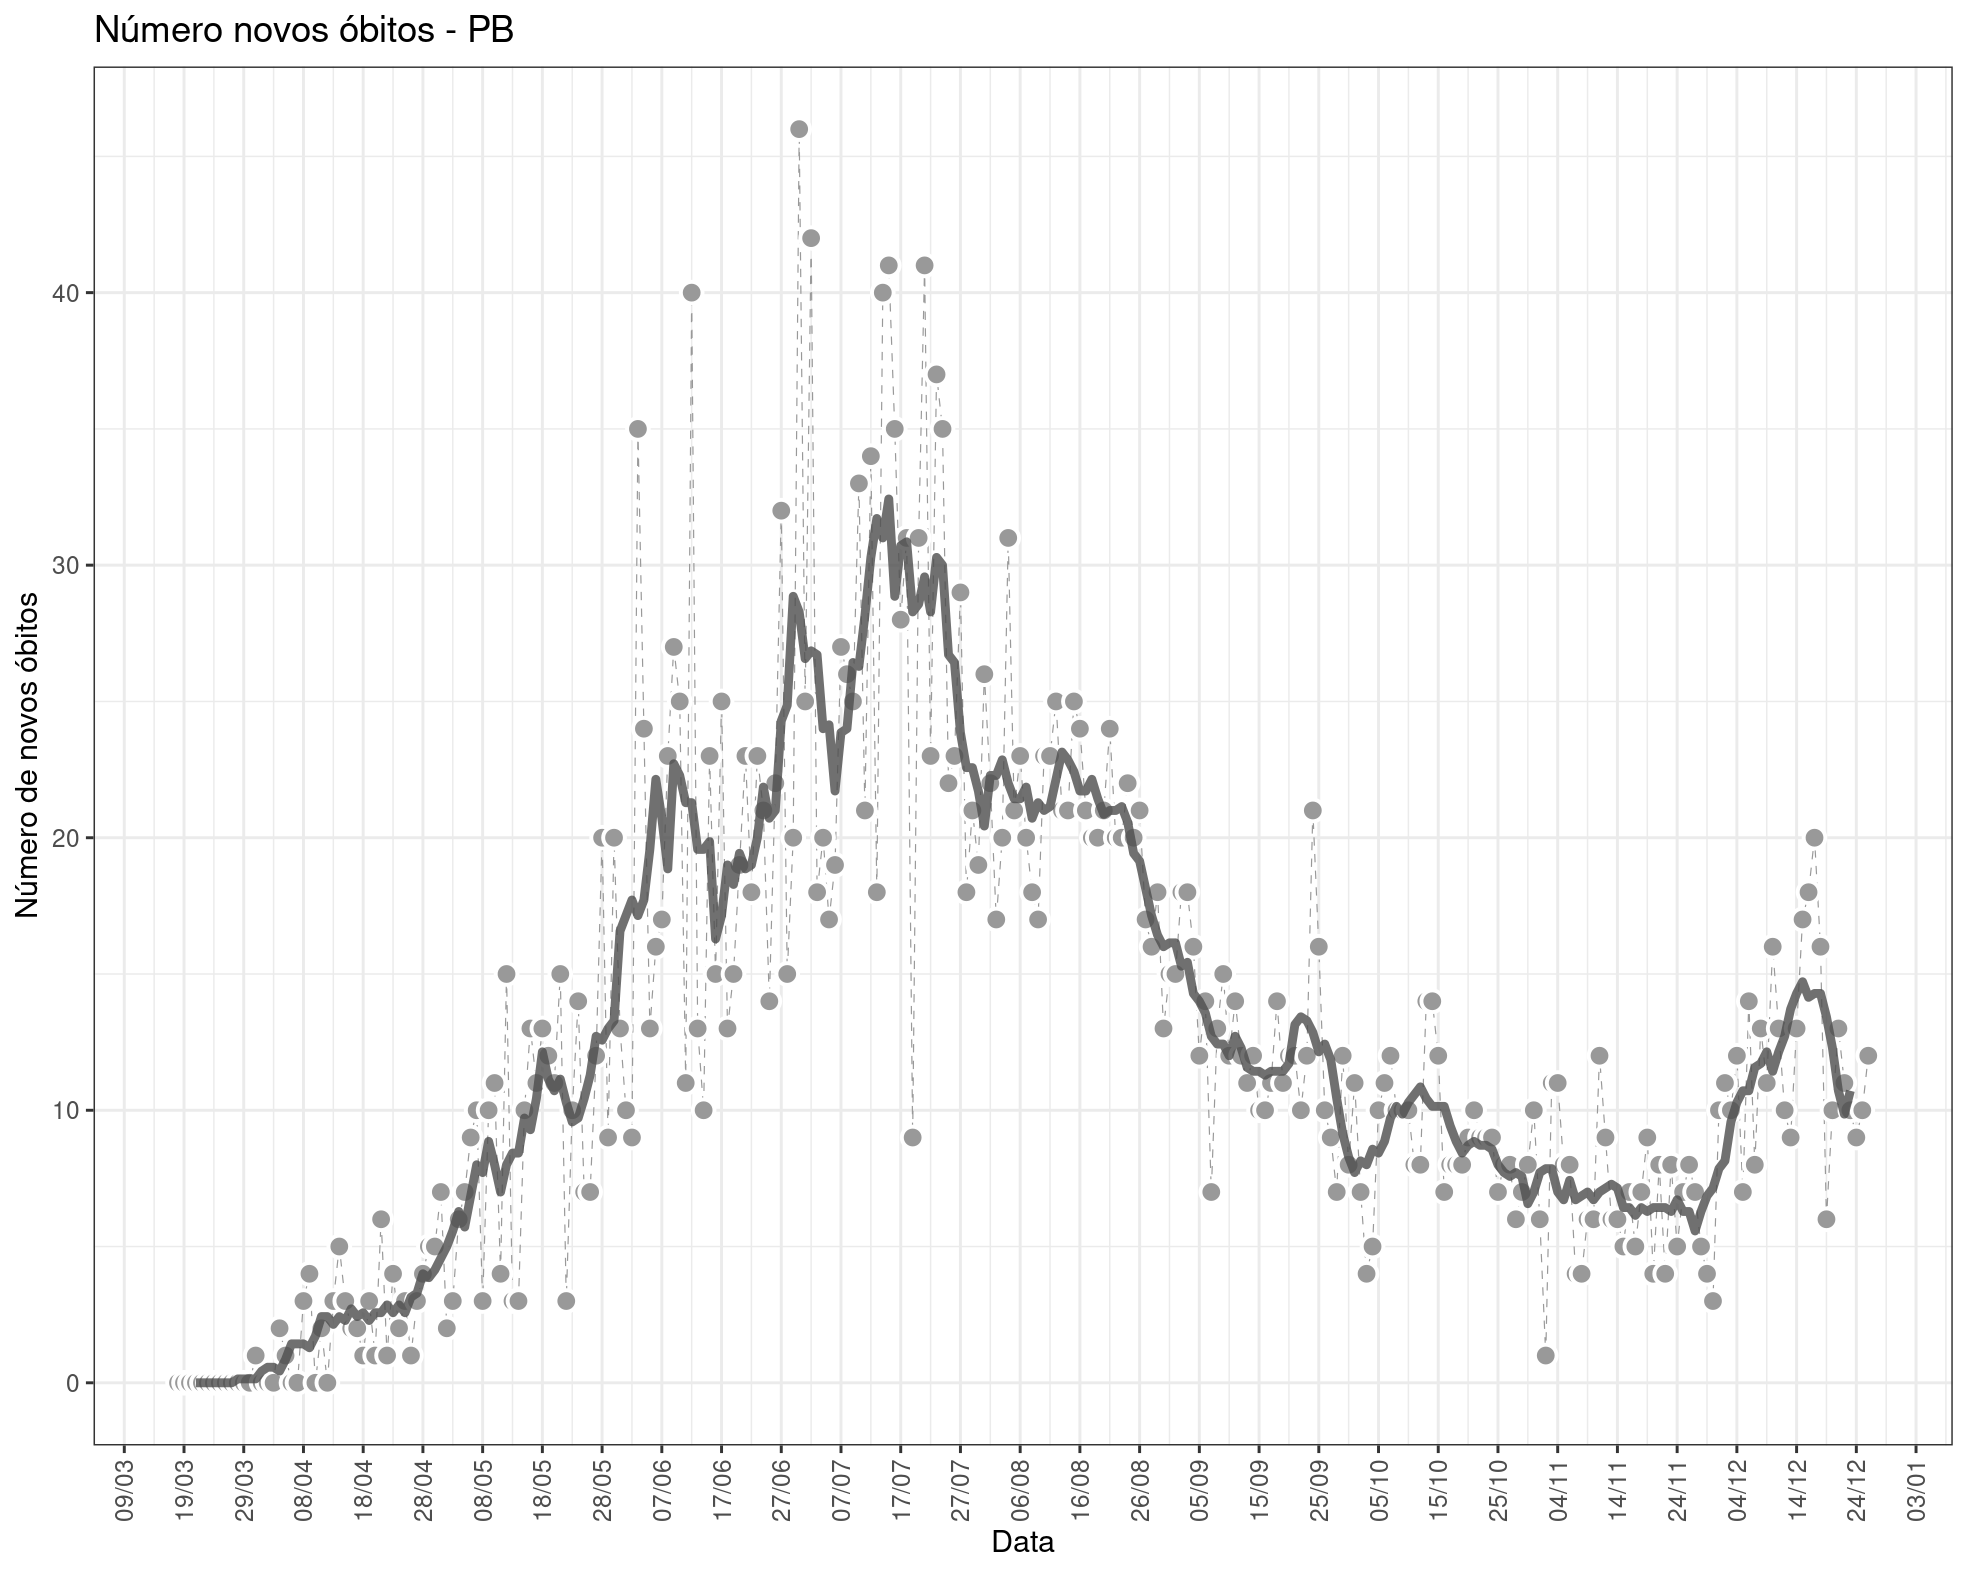 Número novos óbitos - PB
Número de novos óbitos
40
30
20
10
0
09/03 19/03 29/03 08/04 18/04 28/04 08/05 18/05 28/05 07/06 17/06 27/06 07/07 17/07 27/07 06/08 16/08 26/08 05/09 15/09 25/09 05/10 15/10 25/10 04/11 14/11 24/11 04/12 14/12 24/12 03/01
Data